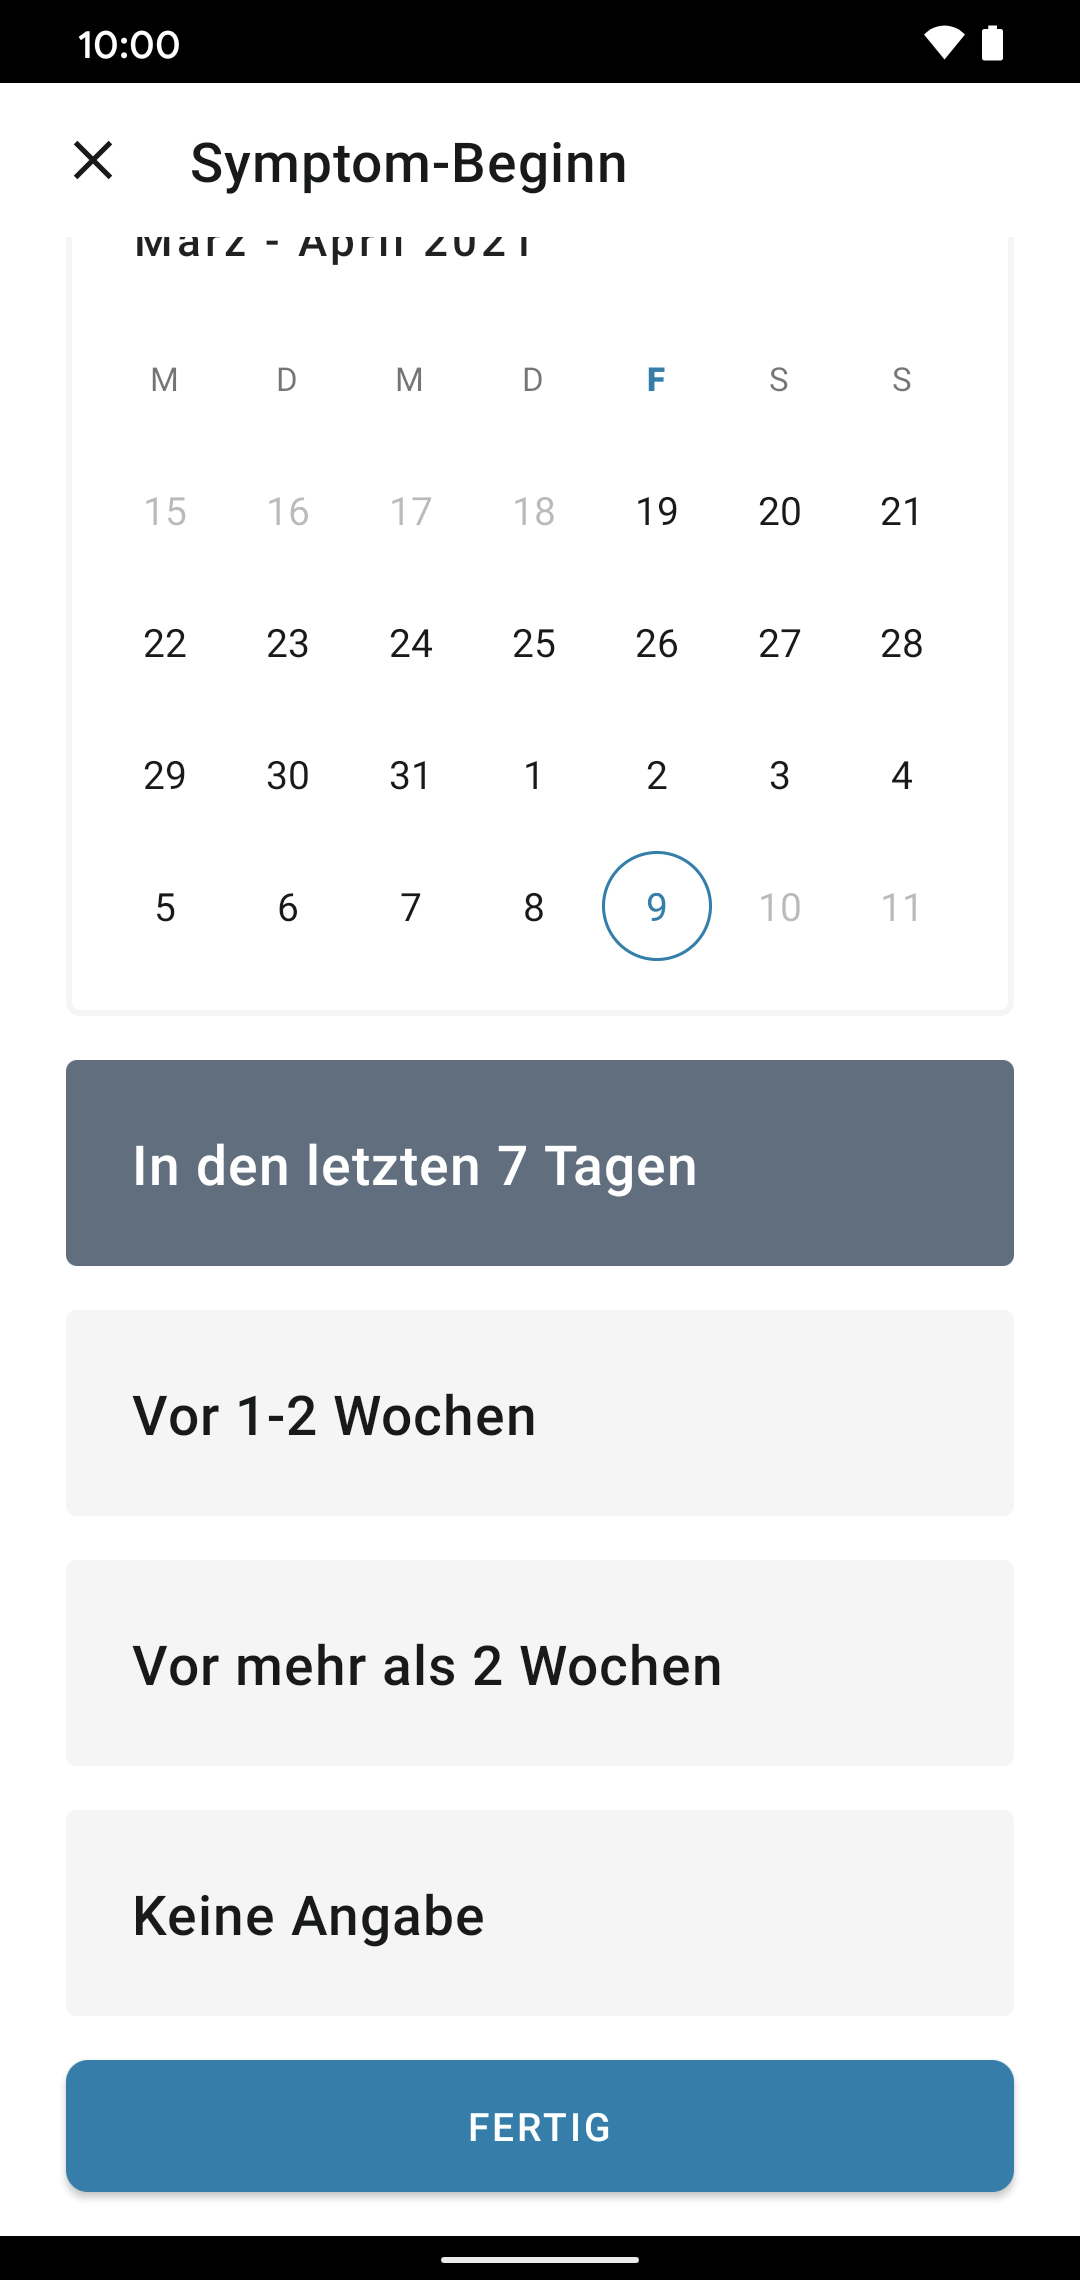 10:00
Symptom-Beginn
März - April 2021
M D M D F S S
15 16 17 18 19 20 21
22 23 24 25 26 27 28
29 30 31 1 2 3 4
5 6 7 8 9 10 11
In den letzten 7 Tagen
Vor 1-2 Wochen
Vor mehr als 2 Wochen
Keine Angabe
FERTIG